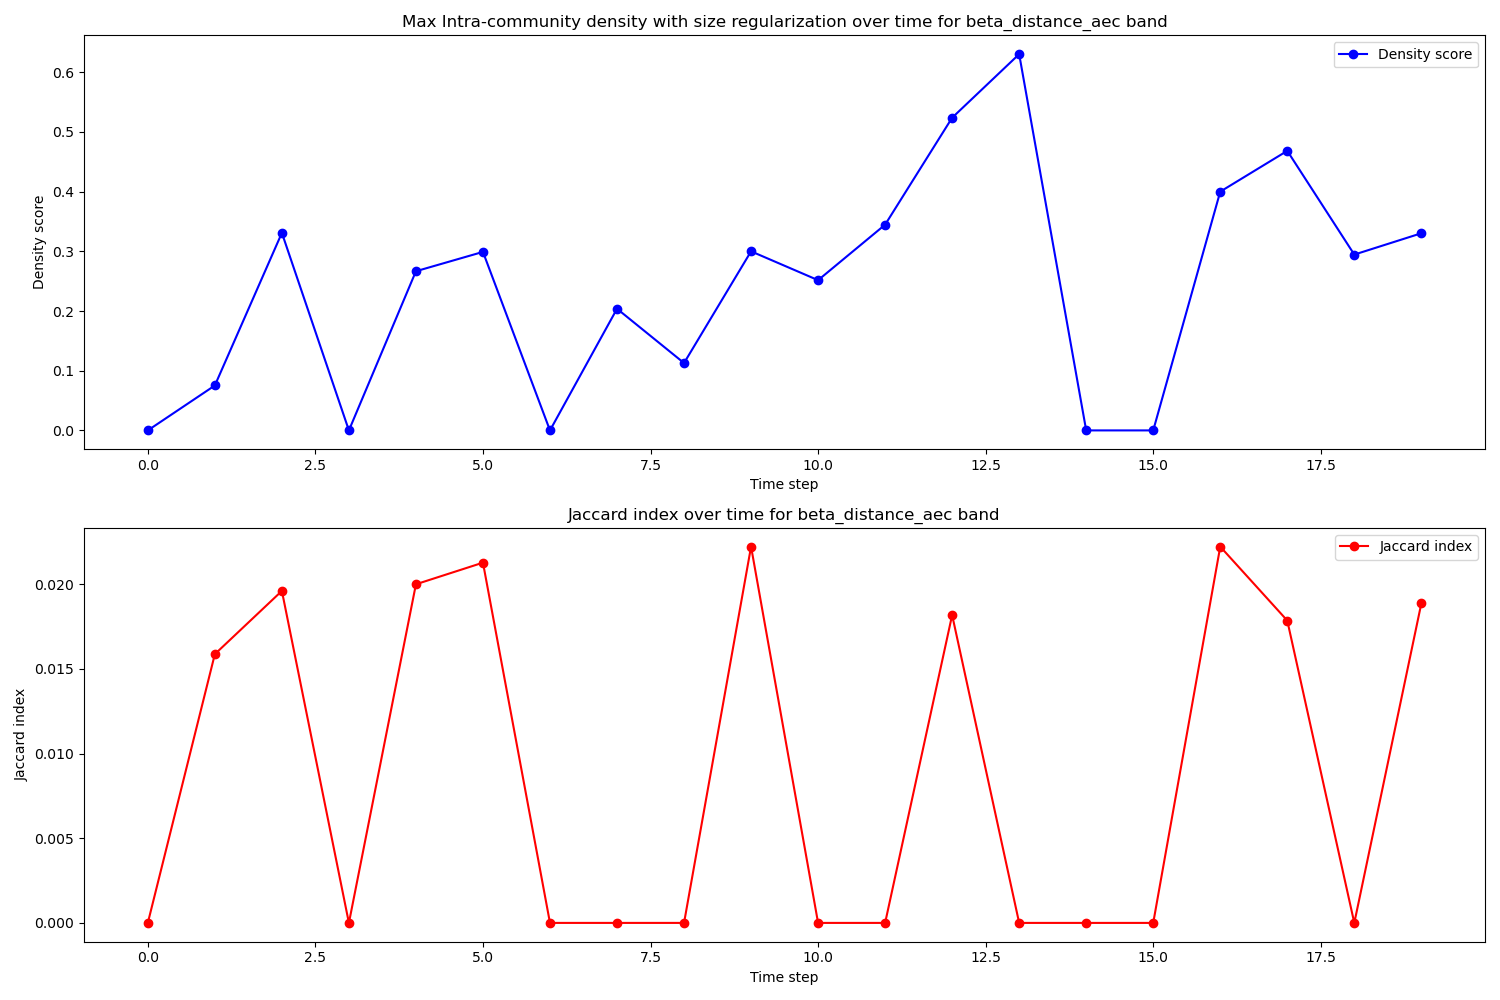 Max Intra-community density with size regularization over time for beta_distance_aec band
Density score
0.6
0.5
0.4
0.3
0.2
0.1
0.0
Density score
0.0 2.5 5.0 7.5 10.0 12.5 15.0 17.5
Time step
Jaccard index over time for beta_distance_aec band
Jaccard index
0.020
0.015
0.010
0.005
0.000
Jaccard index
0.0 2.5 5.0 7.5 10.0 12.5 15.0 17.5
Time step